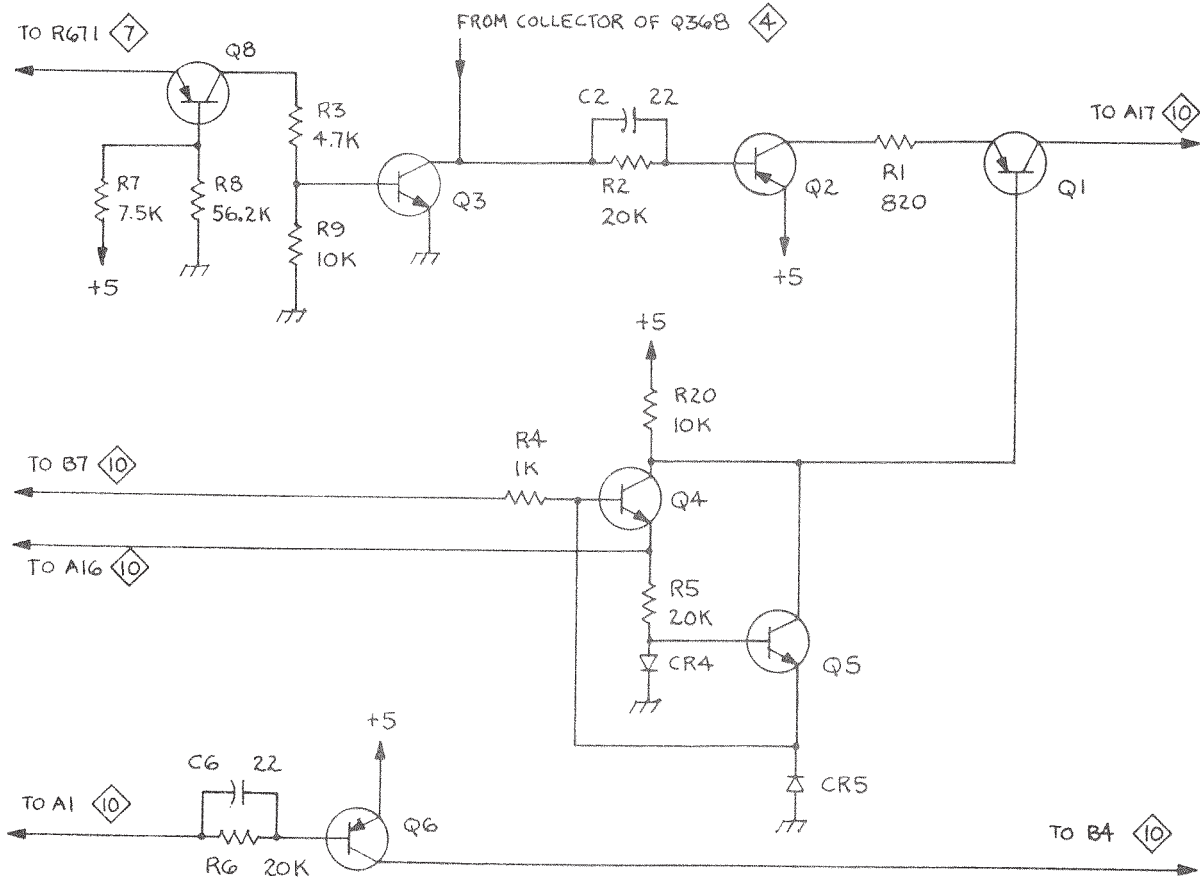 FROM COLLECTOR OF Q368 4
TO R671 7
Q8
R3
4.7K
C2 22
TO A17 10
R7
7.5K
R8
56.2K
Q3
R2
20K
Q2
R1
820
Q1
R9
10K
+5
+5
+5
R20
10K
R4
1K
TO B7 10
Q4
TO A16 10
R5
20K
CR4
Q5
+5
C6 22
CR5
TO A1 10
Q6
TO B4 10
R6 20K